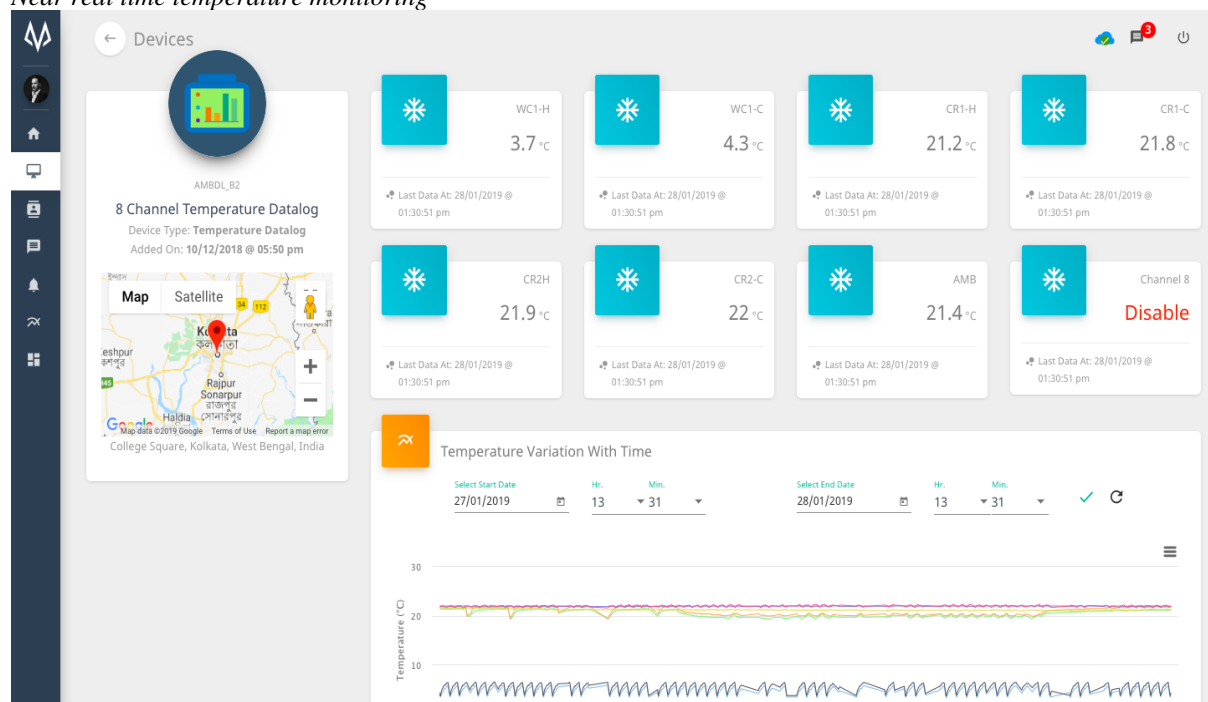 Near real time temperature monitoring
Devices
3
AMBDL_B2
8 Channel Temperature Datalog
Device Type: Temperature Datalog
Added On: 10/12/2018 @ 05:50 pm
Map Satellite
34 112
কলকাতা
Rajpur
Sonarpur
রাজপুর
সোনারপুর
Haldia
Google
Map data ©2019 Google Terms of Use Report a map error
College Square, Kolkata, West Bengal, India
WC1-H
3.7 °C
Last Data At: 28/01/2019 @
01:30:51 pm
WC1-C
4.3 °C
Last Data At: 28/01/2019 @
01:30:51 pm
CR1-H
21.2 °C
Last Data At: 28/01/2019 @
01:30:51 pm
CR1-C
21.8 °C
Last Data At: 28/01/2019 @
01:30:51 pm
CR2H
21.9 °C
Last Data At: 28/01/2019 @
01:30:51 pm
CR2-C
22 °C
Last Data At: 28/01/2019 @
01:30:51 pm
AMB
21.4 °C
Last Data At: 28/01/2019 @
01:30:51 pm
Channel 8
Disable
Last Data At: 28/01/2019 @
01:30:51 pm
Temperature Variation With Time
Select Start Date Hr. Min. Select End Date Hr. Min.
27/01/2019 13 31 28/01/2019 13 31
30
20
10
Temperature (°C)